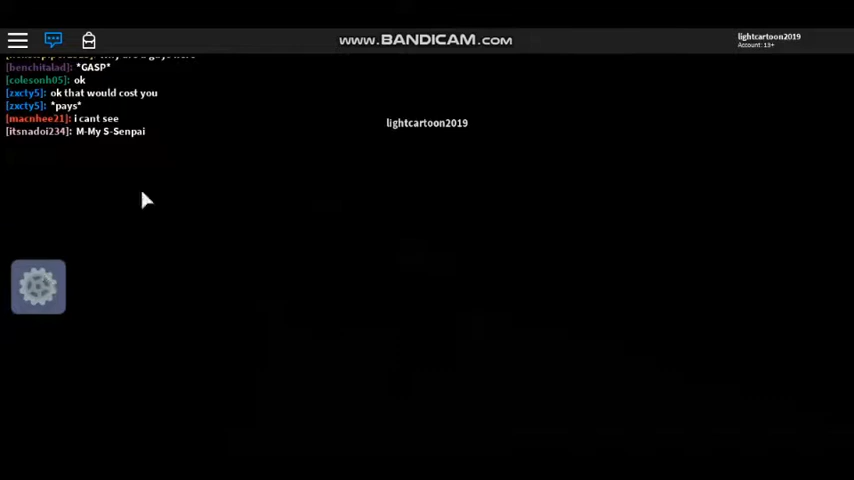 www.BANDICAM.com
lightcartoon2019
Account: 13+
[benchitalad]: *GASP*
[colesonh05]: ok
[zxcty5]: ok that would cost you
[zxcty5]: *pays*
[macnhee21]: i cant see
[itsnadoi234]: M-My S-Senpai
lightcartoon2019